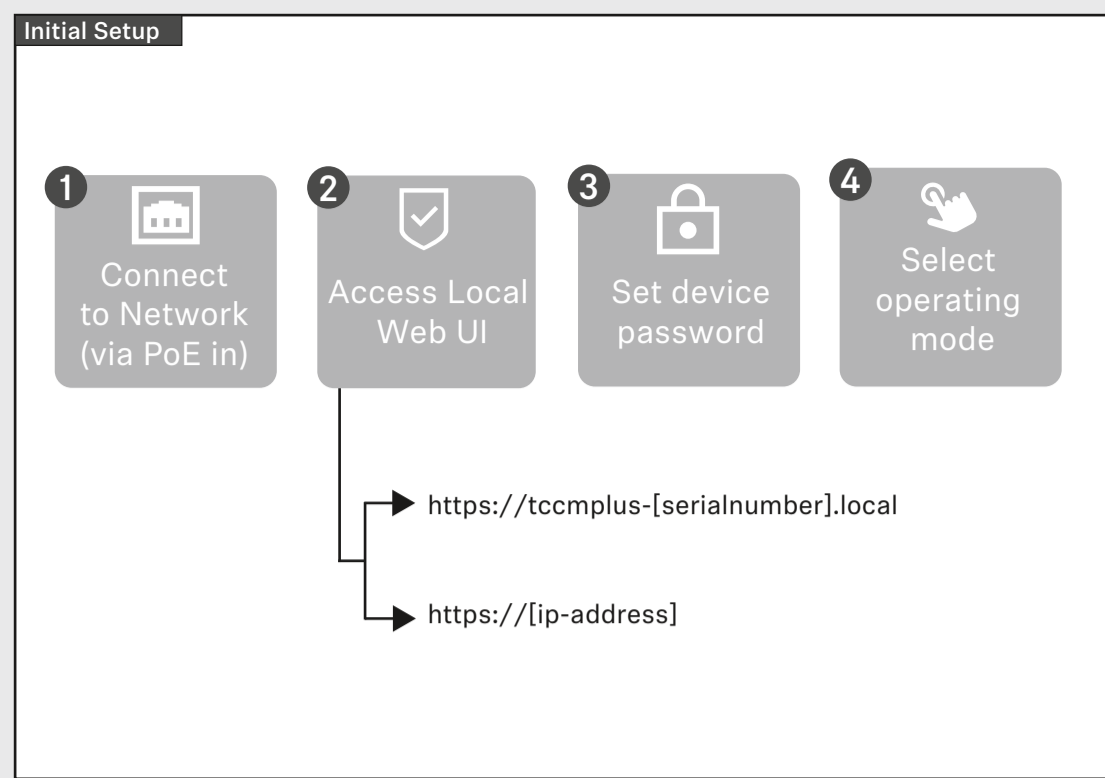 Initial Setup
1
Connect
to Network
(via PoE in)
2
Access Local
Web UI
3
Set device
password
4
Select
operating
mode
https://tccmplus-[serialnumber].local
https://[ip-address]